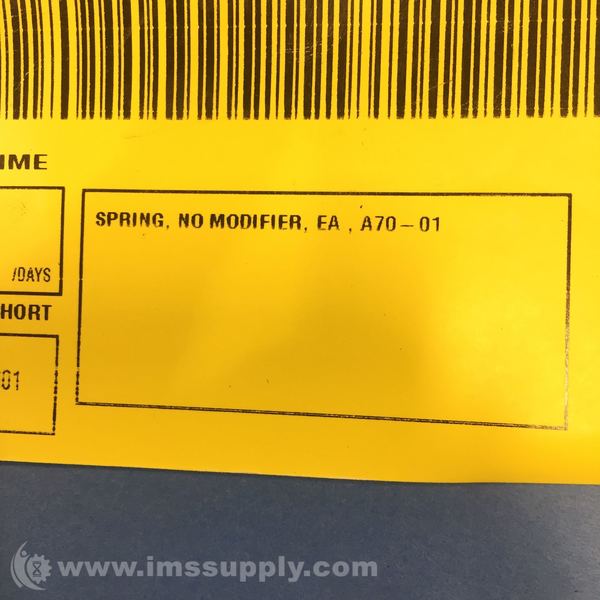 IME
SPRING, NO MODIFIER, EA , A70-01
/DAYS
HORT
01
www.imssupply.com